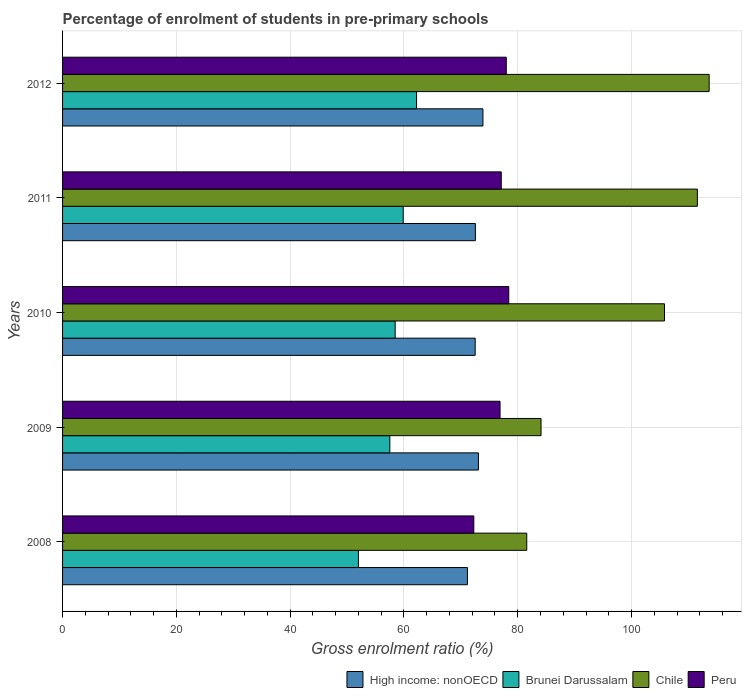 Percentage of enrolment of students in pre-primary schools
Years
2012
2011
2010
2009
2008
0 20 40 60 80 100
Gross enrolment ratio (%)
High income: nonOECD Brunei Darussalam Chile Peru